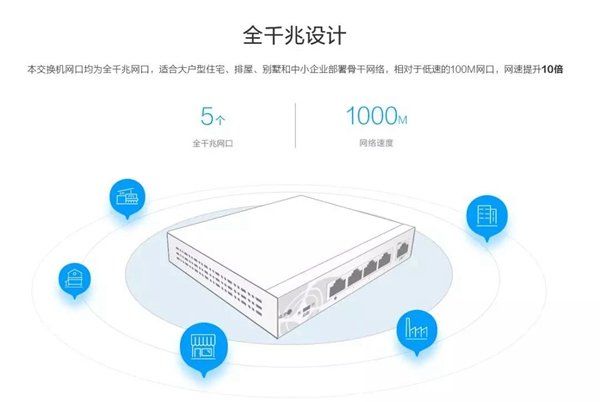 全千兆设计
本交换机网口均为全千兆网口，适合大户型住宅、排屋、别墅和中小企业部署骨干网络，相对于低速的100M网口，网速提升10倍
5个
1000M
全千兆网口
网络速度